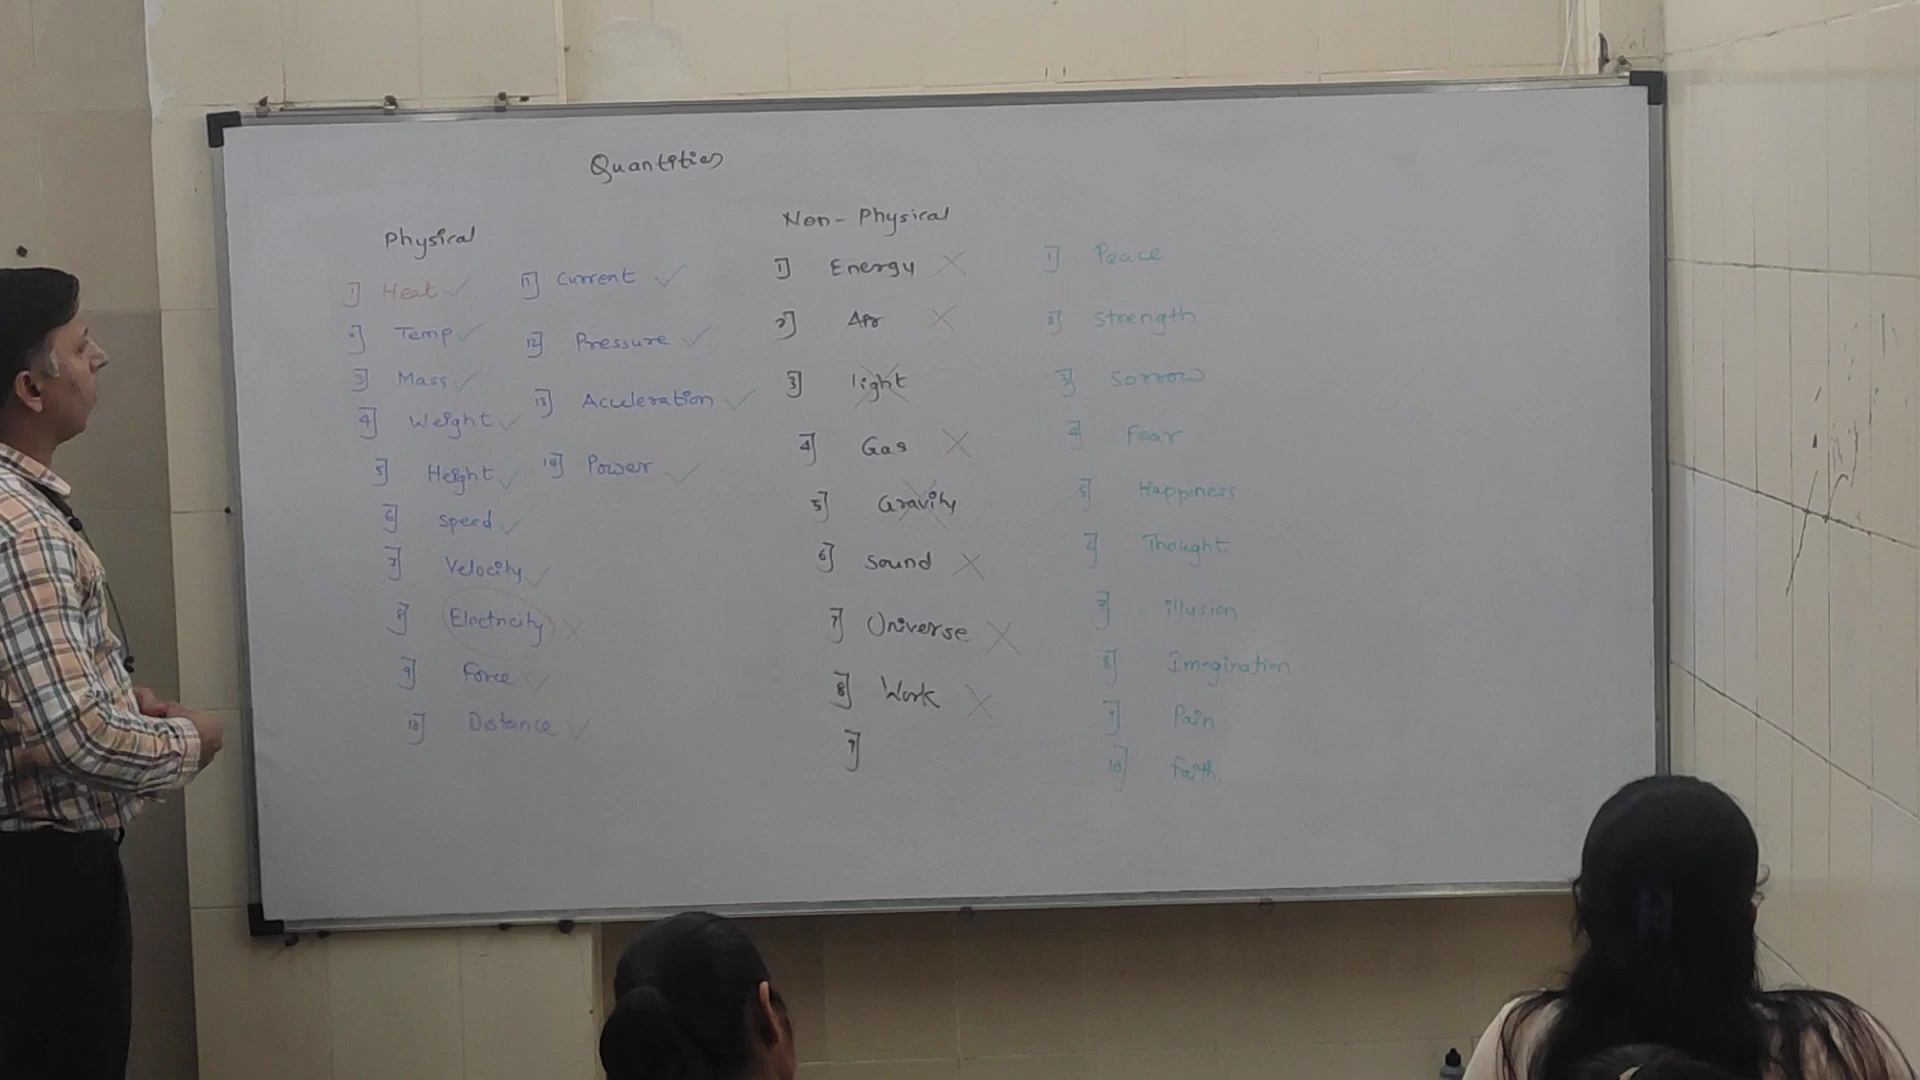 Quantities
Physical
1] Heat ✓
2] Temp ✓
3] Mass ✓
4] Weight ✓
5] Height ✓
6] Speed ✓
7] Velocity ✓
8] Electricity ✗
9] Force ✓
10] Distance ✓
11] Current ✓
12] Pressure ✓
13] Acceleration ✓
14] Power ✓
Non-Physical
1] Energy ✗
2] Air ✗
3] light
4] Gas ✗
5] Gravity
6] Sound ✗
7] Universe ✗
8] Work ✗
9]
1] Peace
2] Strength
3] Sorrow
4] Fear
5] Happiness
Thought
7] illusion
8] Imagination
9] Pain
10] faith.